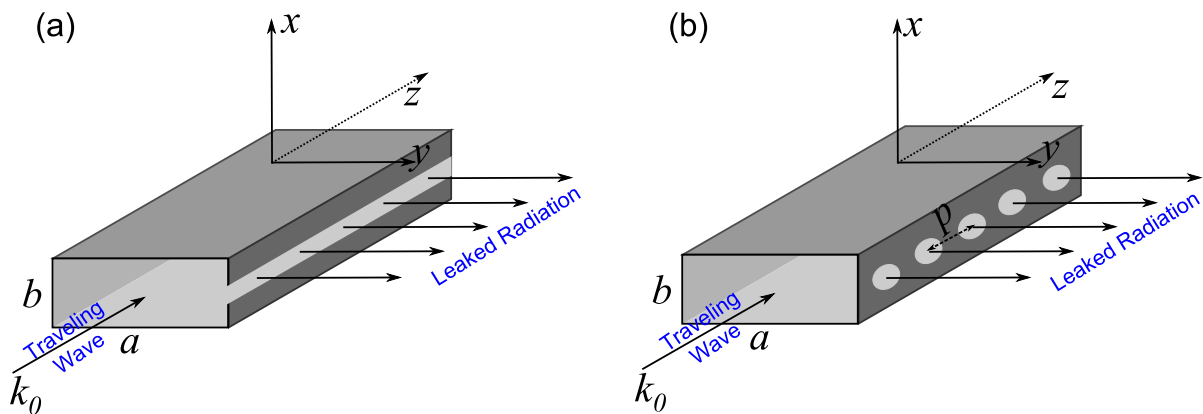 (a)
x
z
y
Leaked Radiation
b
Traveling
Wave
a
k0
(b)
x
z
y
p
Leaked Radiation
b
Traveling
Wave
a
k0